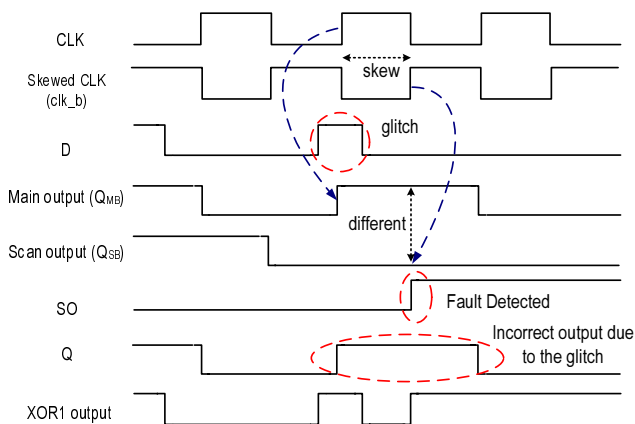 CLK
skew
Skewed CLK
(clk_b)
glitch
D
Main output (QMB)
different
Scan output (QSB)
SO
Fault Detected
Incorrect output due
to the glitch
Q
XOR1 output